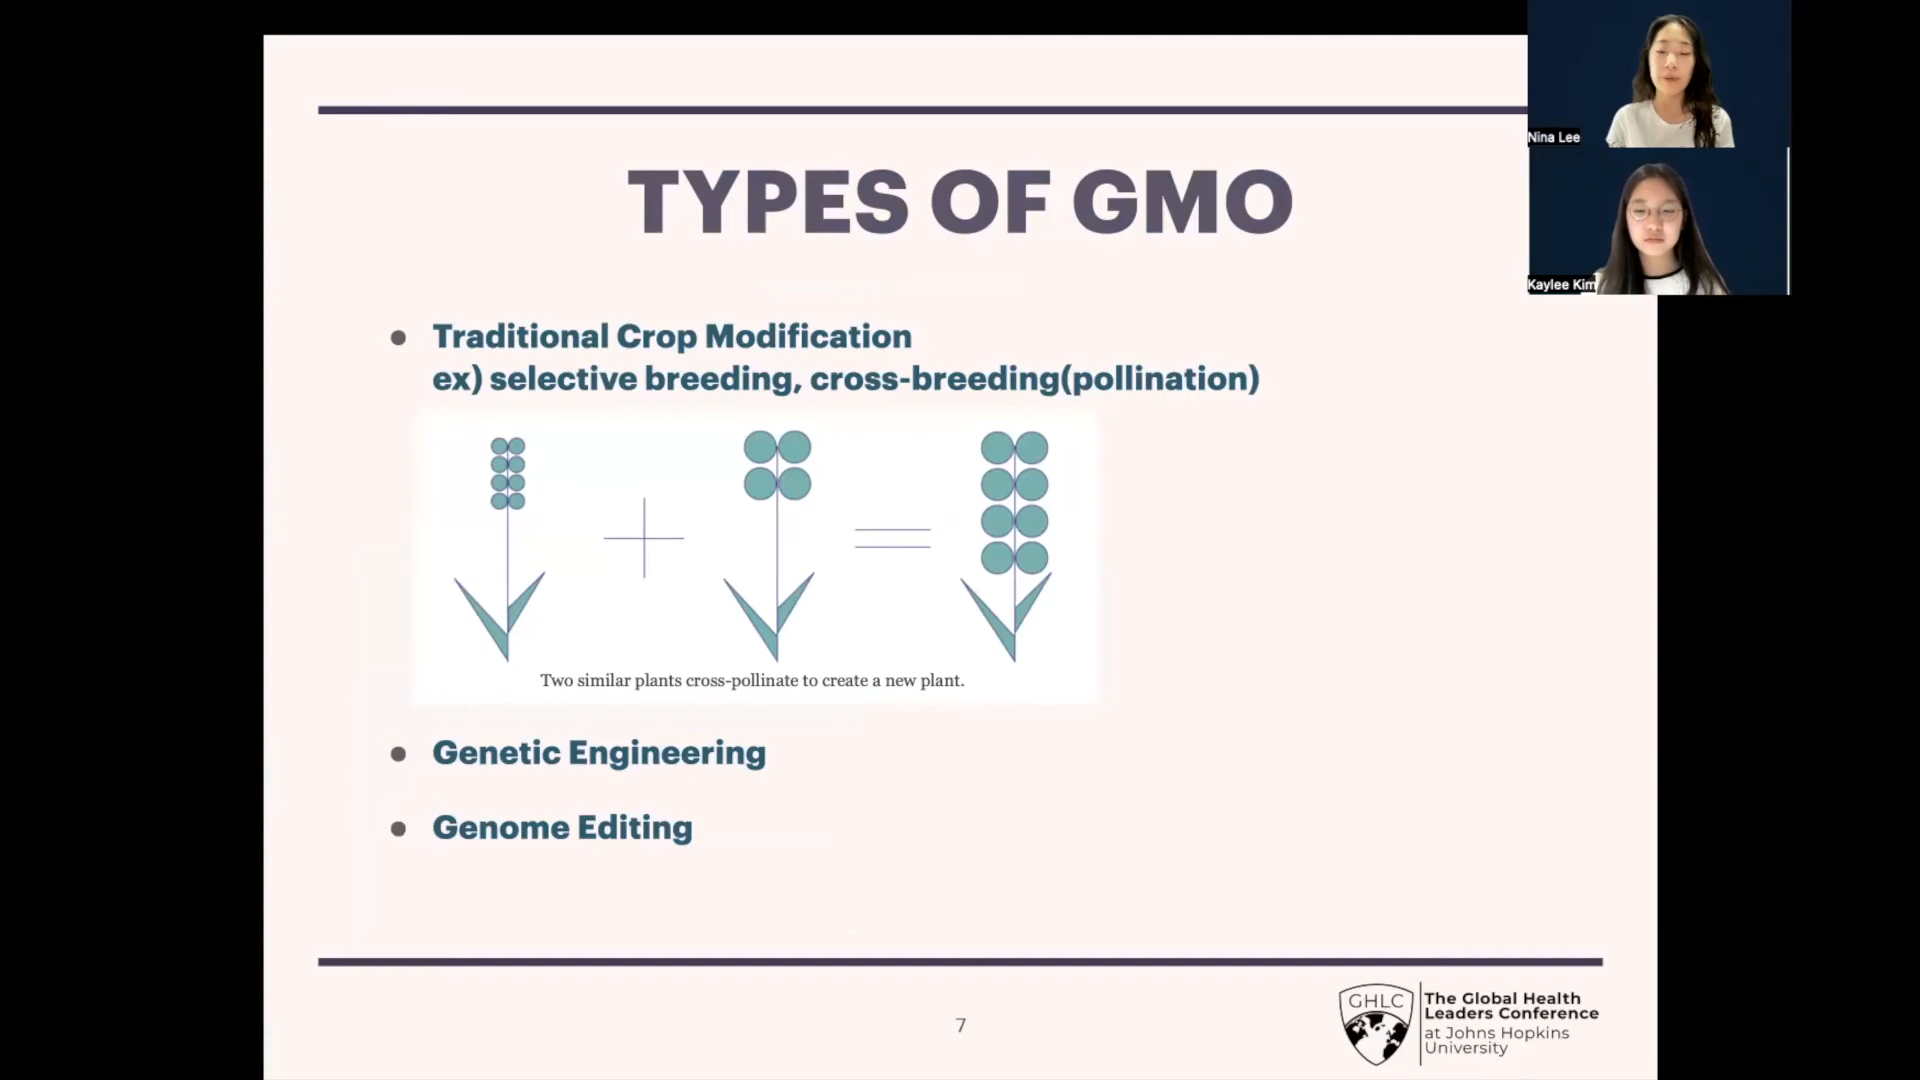 Nina Lee
Kaylee Kim
TYPES OF GMO
Traditional Crop Modification
ex) selective breeding, cross-breeding(pollination)
Two similar plants cross-pollinate to create a new plant.
Genetic Engineering
Genome Editing
7
GHLC
The Global Health
Leaders Conference
at Johns Hopkins
University